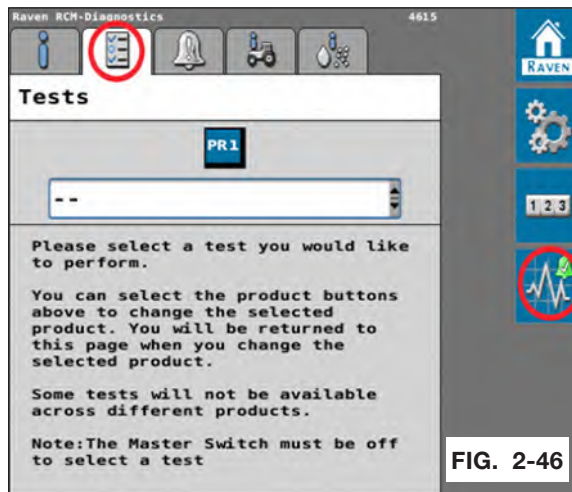 Raven RCM-Diagnostics 4615
RAVEN
Tests
PR1
--
1 2 3
Please select a test you would like
to perform.
You can select the product buttons
above to change the selected
product. You will be returned to
this page when you change the
selected product.
Some tests will not be available
across different products.
Note:The Master Switch must be off
to select a test
FIG. 2-46